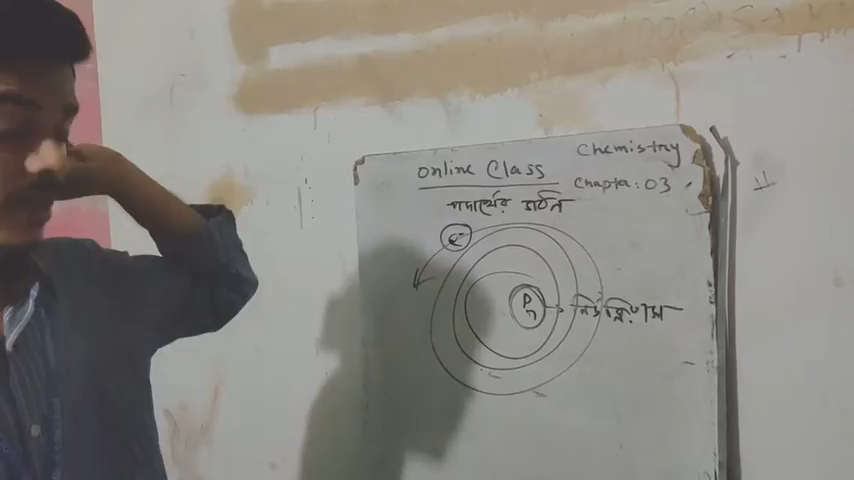 Online Class
Chemistry
Chapter: 03
পদার্থের গঠন
e⁻
P
n
নিউক্লিয়াস